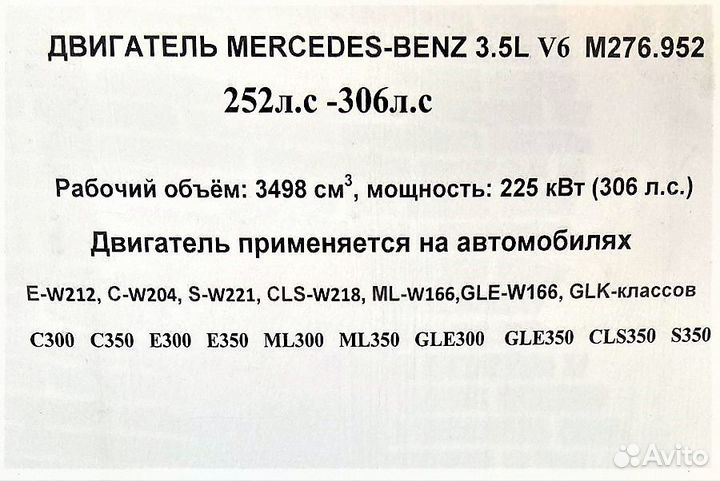 ДВИГАТЕЛЬ MERCEDES-BENZ 3.5L V6 M276.952
252л.с -306л.с
Рабочий объём: 3498 см³, мощность: 225 кВт (306 л.с.)
Двигатель применяется на автомобилях
E-W212, C-W204, S-W221, CLS-W218, ML-W166,GLE-W166, GLK-классов
C300 C350 E300 E350 ML300 ML350 GLE300 GLE350 CLS350 S350
Avito